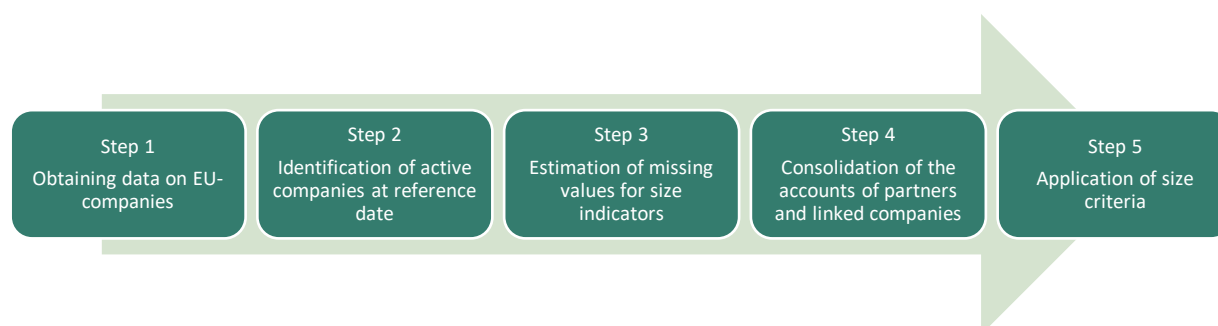 Step 1
Obtaining data on EU-
companies
Step 2
Identification of active
companies at reference
date
Step 3
Estimation of missing
values for size
indicators
Step 4
Consolidation of the
accounts of partners
and linked companies
Step 5
Application of size
criteria